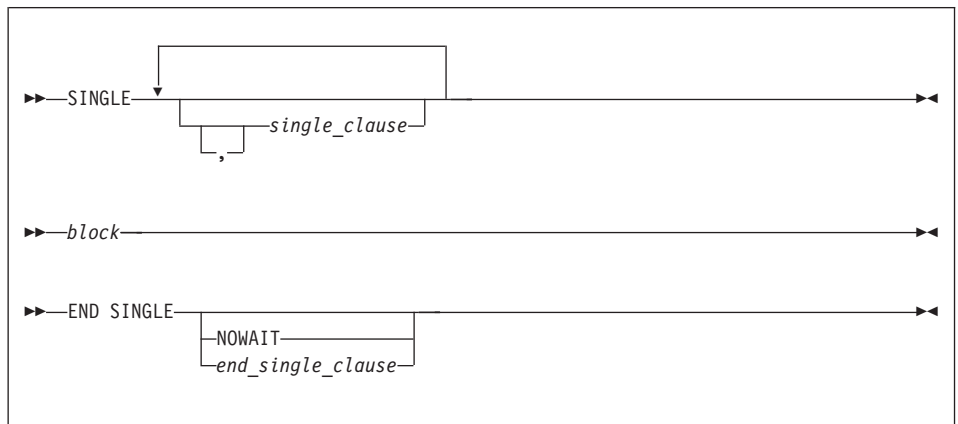 SINGLE
single_clause
,
block
END SINGLE
NOWAIT
end_single_clause